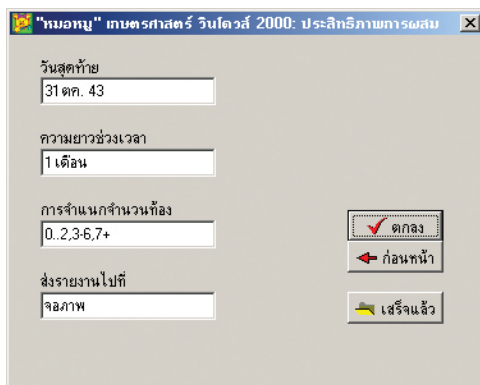 "หมอหมู" เกษตรศาสตร์ วินโดวส์ 2000: ประสิทธิภาพการผสม
วันสุดท้าย
31 ตค. 43
ความยาวช่วงเวลา
1 เดือน
การจำแนกจำนวนท้อง
0..2,3-6,7+
ตกลง
ก่อนหน้า
ส่งรายงานไปที่
จอภาพ
เสร็จแล้ว